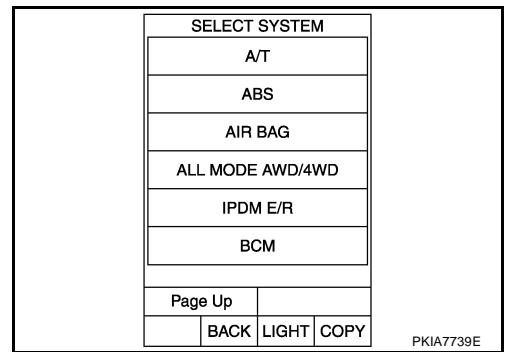 SELECT SYSTEM
A/T
ABS
AIR BAG
ALL MODE AWD/4WD
IPDM E/R
BCM
Page Up
BACK LIGHT COPY
PKIA7739E